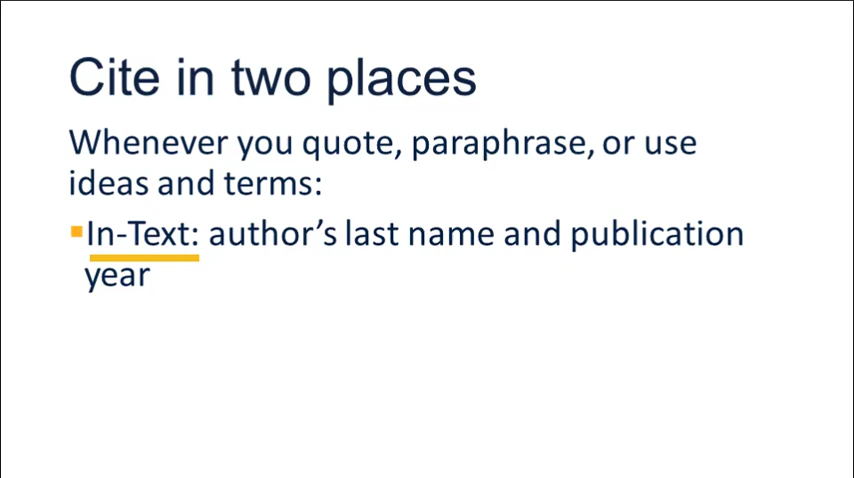 Cite in two places
Whenever you quote, paraphrase, or use
ideas and terms:
In-Text: author’s last name and publication
year